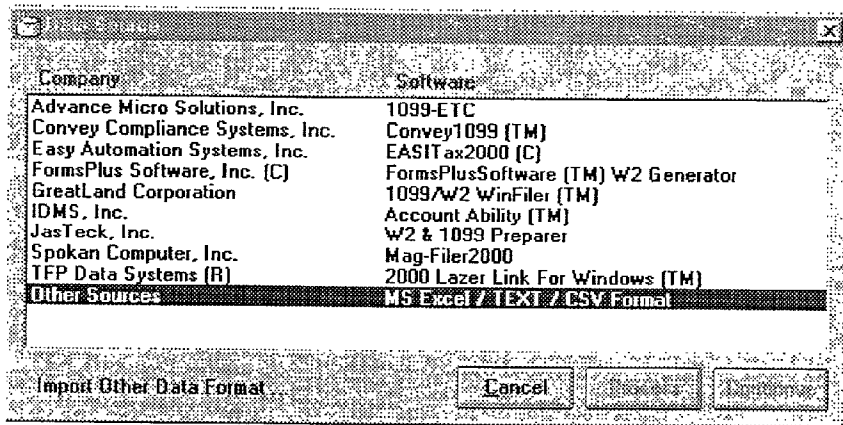 Data Source
Company Software
Advance Micro Solutions, Inc. 1099-ETC
Convey Compliance Systems, Inc. Convey1099 (TM)
Easy Automation Systems, Inc. EASITax2000 (C)
FormsPlus Software, Inc. (C) FormsPlusSoftware (TM) W2 Generator
GreatLand Corporation 1099/W2 WinFiler (TM)
IDMS, Inc. Account Ability (TM)
JasTeck, Inc. W2 & 1099 Preparer
Spokan Computer, Inc. Mag-Filer2000
TFP Data Systems (R) 2000 Lazer Link For Windows (TM)
Other Sources MS Excel / TEXT / CSV Format
Import Other Data Format... Cancel Continue